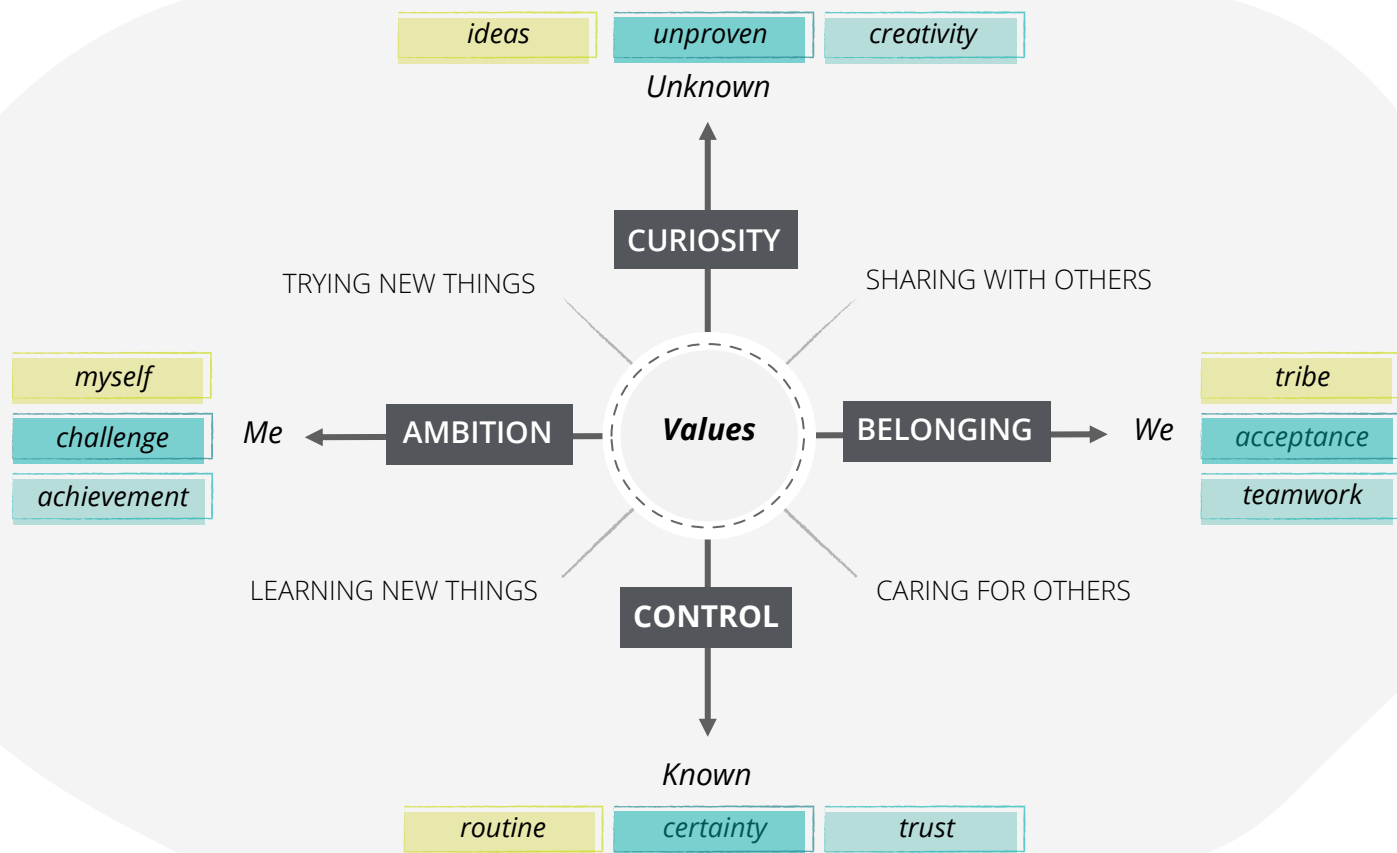 ideas
unproven
creativity
Unknown
CURIOSITY
TRYING NEW THINGS
SHARING WITH OTHERS
myself
challenge
achievement
Me
AMBITION
Values
BELONGING
We
tribe
acceptance
teamwork
LEARNING NEW THINGS
CARING FOR OTHERS
CONTROL
Known
routine
certainty
trust